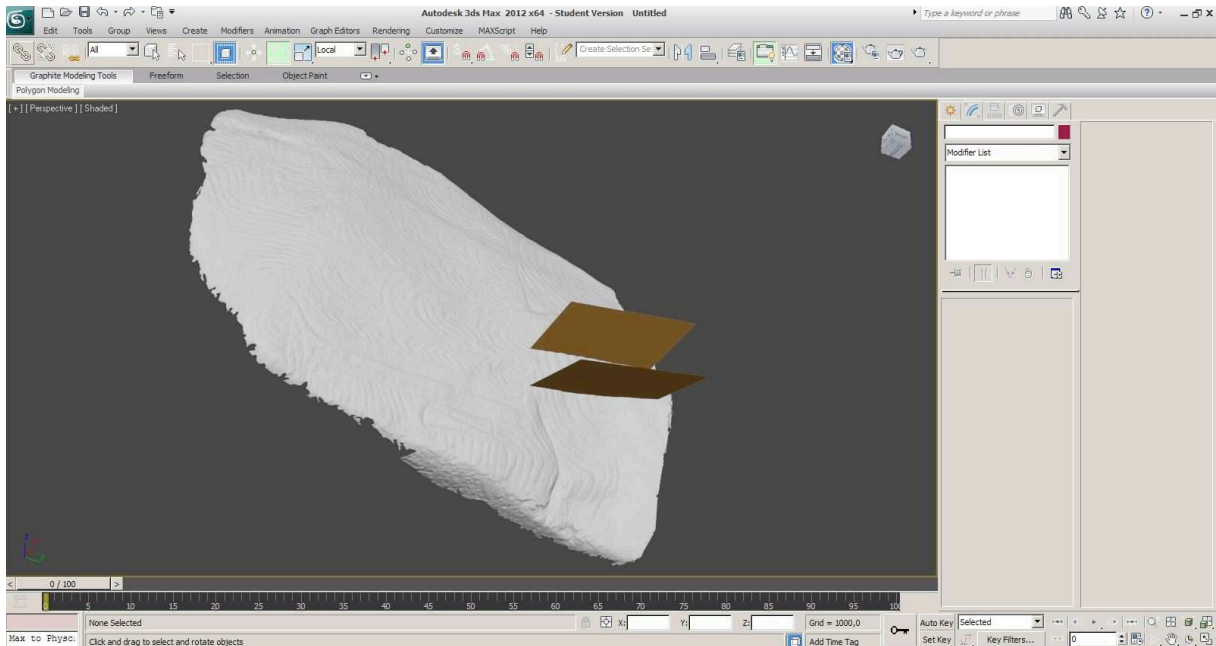 Autodesk 3ds Max 2012 x64 - Student Version Untitled
Type a keyword or phrase
Edit Tools Group Views Create Modifiers Animation Graph Editors Rendering Customize MAXScript Help
All Local Create Selection Se
Graphite Modeling Tools Freeform Selection Object Paint
Polygon Modeling
[ + ] [ Perspective ] [ Shaded ]
Modifier List
< 0 / 100 >
0 5 10 15 20 25 30 35 40 45 50 55 60 65 70 75 80 85 90 95 100
None Selected X: Y: Z: Grid = 1000,0 Auto Key Selected
Max to Physc: Click and drag to select and rotate objects Add Time Tag Set Key Key Filters... 0